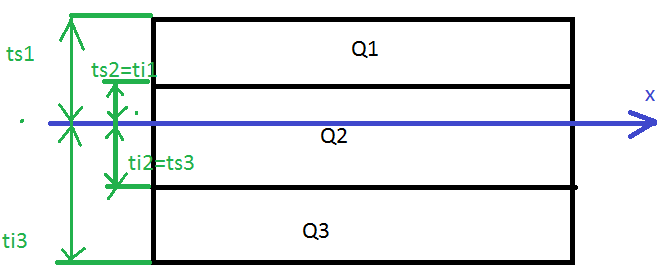 Q1
ts1
ts2=ti1
x
Q2
ti2=ts3
Q3
ti3